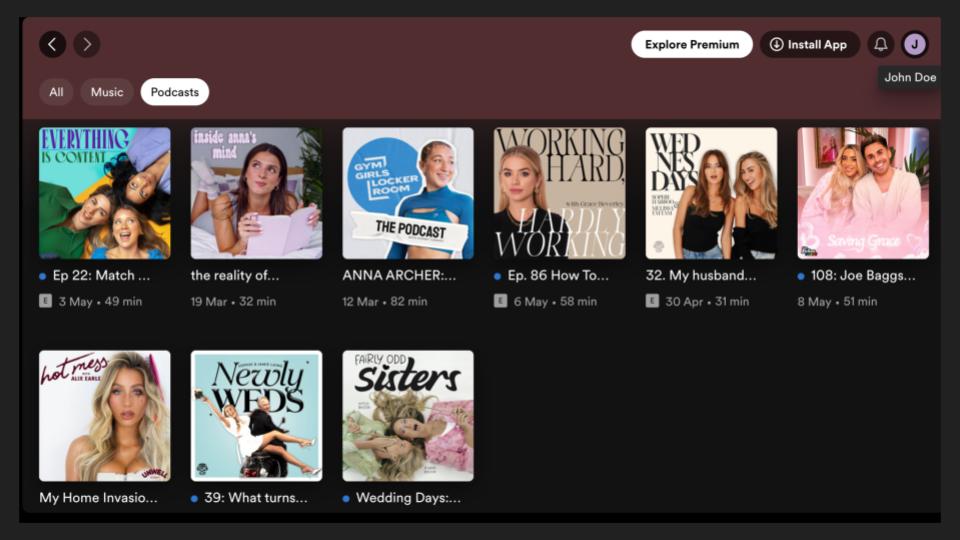 Explore Premium
Install App
J
John Doe
All
Music
Podcasts
EVERYTHING
IS CONTENT
inside anna's
mind
GYM
GIRLS
LOCKER
ROOM
THE PODCAST
WORKING
HARD,
with Grace Beverley
HARDLY
WORKING
WED
NES
DAYS
Saving Grace
Ep 22: Match ...
the reality of...
ANNA ARCHER:...
Ep. 86 How To...
32. My husband...
108: Joe Baggs...
E 3 May • 49 min
19 Mar • 32 min
12 Mar • 82 min
E 6 May • 58 min
E 30 Apr • 31 min
8 May • 51 min
hot mess
WITH
ALIX EARLE
UNWELL
Newly
WEDS
FAIRLY ODD
Sisters
My Home Invasio...
39: What turns...
Wedding Days:...